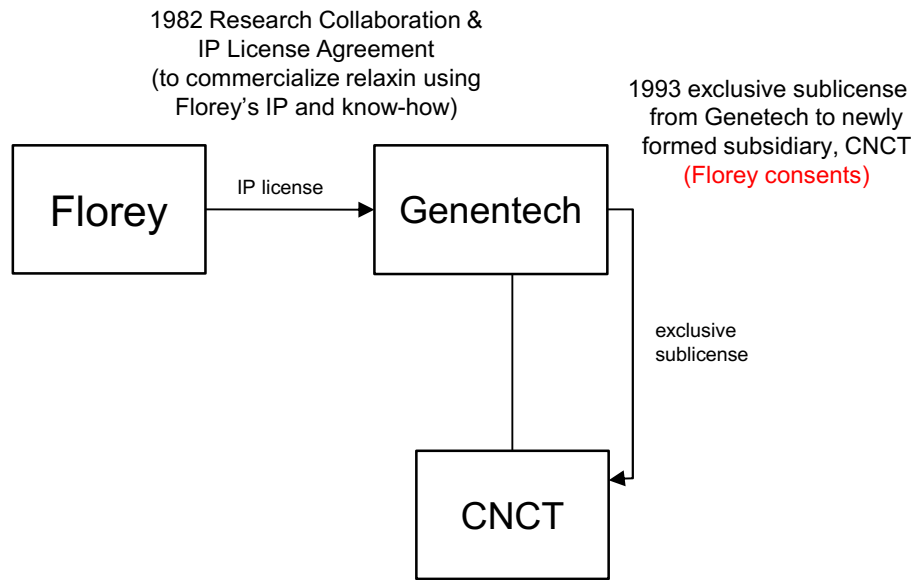 1982 Research Collaboration &
IP License Agreement
(to commercialize relaxin using
Florey’s IP and know-how)
1993 exclusive sublicense
from Genetech to newly
formed subsidiary, CNCT
(Florey consents)
Florey
IP license
Genentech
exclusive
sublicense
CNCT